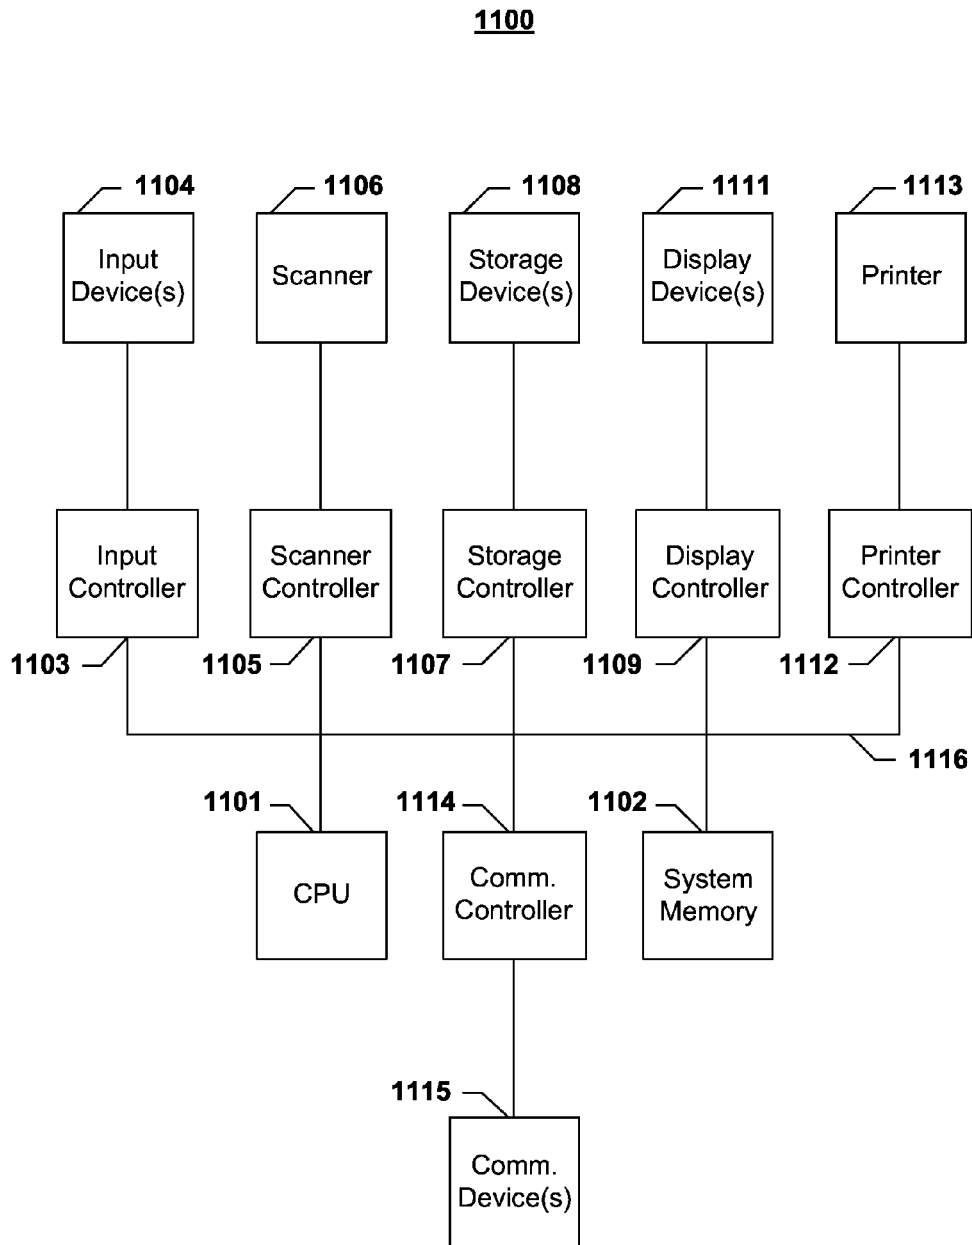 1100
1104
1106
1108
1111
1113
Input
Device(s)
Scanner
Storage
Device(s)
Display
Device(s)
Printer
Input
Controller
Scanner
Controller
Storage
Controller
Display
Controller
Printer
Controller
1103
1105
1107
1109
1112
1116
1101
1114
1102
CPU
Comm.
Controller
System
Memory
1115
Comm.
Device(s)